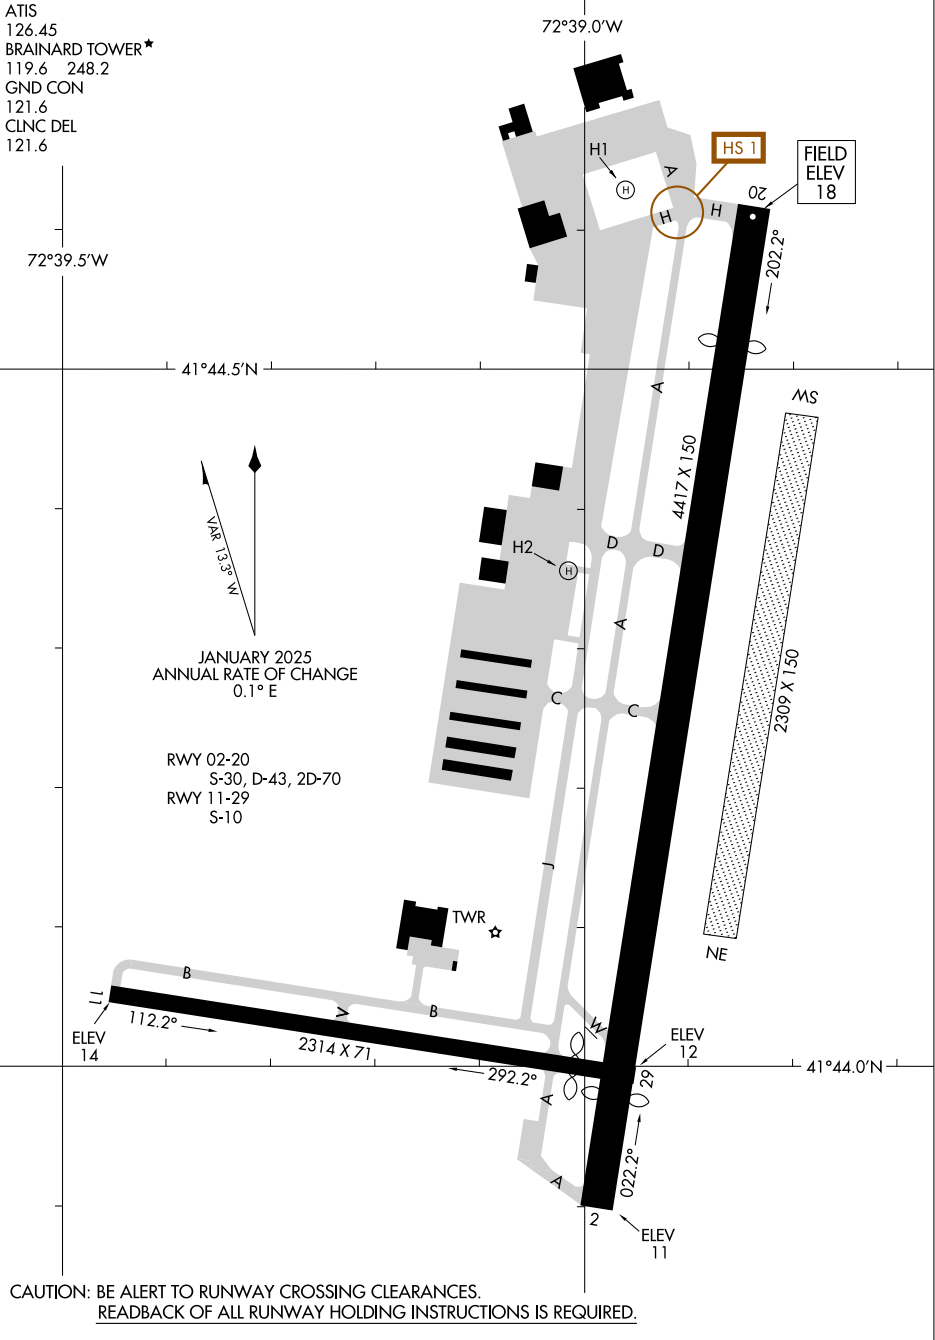 ATIS
126.45
BRAINARD TOWER★
119.6 248.2
GND CON
121.6
CLNC DEL
121.6
72°39.0'W
72°39.5'W
H1
H
A
HS 1
H
H
20
FIELD
ELEV
18
202.2°
41°44.5'N
A
SW
4417 X 150
VAR 13.3° W
H2
H
D
D
A
JANUARY 2025
ANNUAL RATE OF CHANGE
0.1° E
2309 X 150
C
C
RWY 02-20
S-30, D-43, 2D-70
RWY 11-29
S-10
J
TWR
NE
B
B
V
W
11
112.2°
ELEV
14
2314 X 71
292.2°
ELEV
12
29
41°44.0'N
A
A
022.2°
2
ELEV
11
CAUTION: BE ALERT TO RUNWAY CROSSING CLEARANCES.
READBACK OF ALL RUNWAY HOLDING INSTRUCTIONS IS REQUIRED.